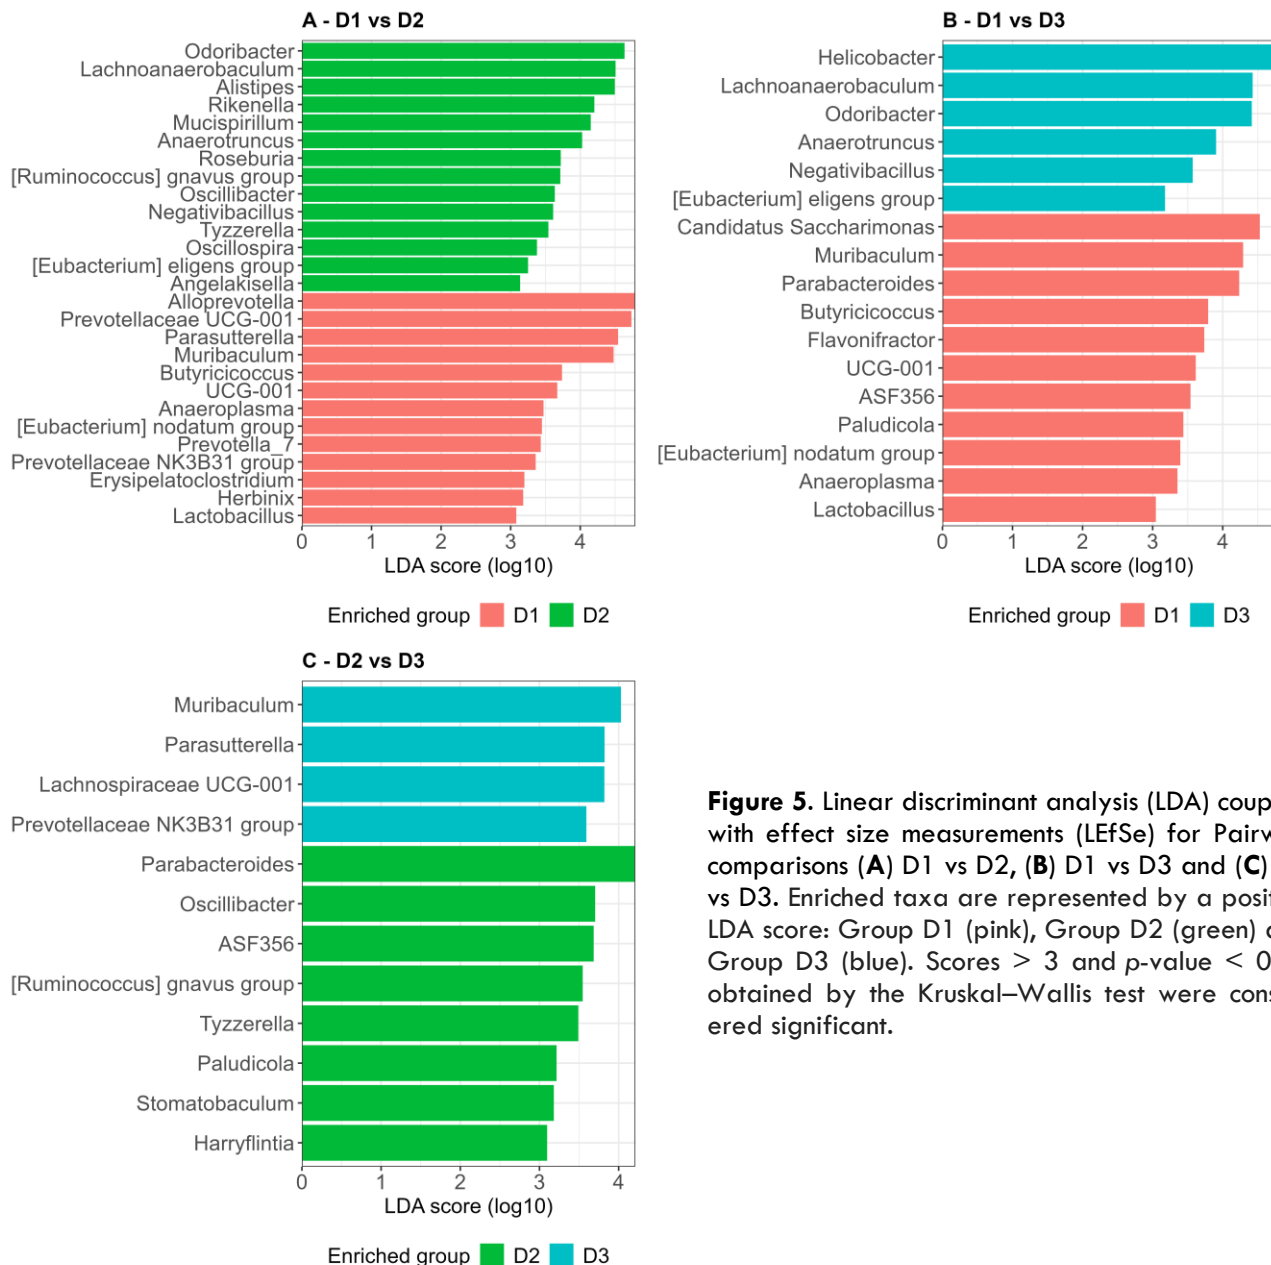 A - D1 vs D2
Odoribacter
Lachnoanaerobaculum
Alistipes
Rikenella
Mucispirillum
Anaerotruncus
Roseburia
[Ruminococcus] gnavus group
Oscillibacter
Negativibacillus
Tyzzerella
Oscillospira
[Eubacterium] eligens group
Angelakisella
Alloprevotella
Prevotellaceae UCG-001
Parasutterella
Muribaculum
Butyricicoccus
UCG-001
Anaeroplasma
[Eubacterium] nodatum group
Prevotella_7
Prevotellaceae NK3B31 group
Erysipelatoclostridium
Herbinix
Lactobacillus
0 1 2 3 4
LDA score (log10)
Enriched group D1 D2
B - D1 vs D3
Helicobacter
Lachnoanaerobaculum
Odoribacter
Anaerotruncus
Negativibacillus
[Eubacterium] eligens group
Candidatus Saccharimonas
Muribaculum
Parabacteroides
Butyricicoccus
Flavonifractor
UCG-001
ASF356
Paludicola
[Eubacterium] nodatum group
Anaeroplasma
Lactobacillus
0 1 2 3 4
LDA score (log10)
Enriched group D1 D3
C - D2 vs D3
Muribaculum
Parasutterella
Lachnospiraceae UCG-001
Prevotellaceae NK3B31 group
Parabacteroides
Oscillibacter
ASF356
[Ruminococcus] gnavus group
Tyzzerella
Paludicola
Stomatobaculum
Harryflintia
0 1 2 3 4
LDA score (log10)
Enriched group D2 D3
Figure 5. Linear discriminant analysis (LDA)
with effect size measurements (LEfSe) for
comparisons (A) D1 vs D2, (B) D1 vs D3 and (C)
vs D3. Enriched taxa are represented by a
LDA score: Group D1 (pink), Group D2 (green)
Group D3 (blue). Scores > 3 and p-value <
obtained by the Kruskal–Wallis test were
ered significant.